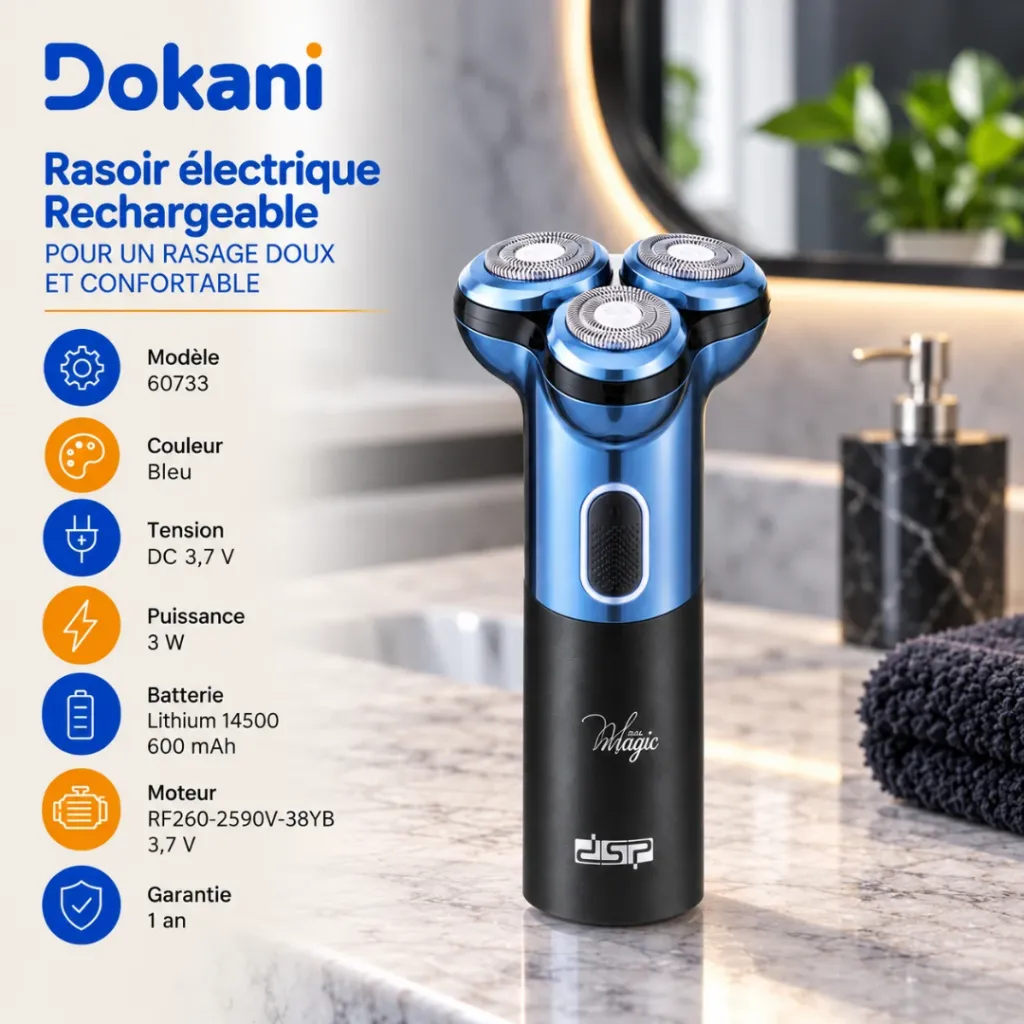 Dokani
Rasoir électrique
Rechargeable
POUR UN RASAGE DOUX
ET CONFORTABLE
Modèle
60733
Couleur
Bleu
Tension
DC 3,7 V
Puissance
3 W
Batterie
Lithium 14500
600 mAh
Moteur
RF260-2590V-38YB
3,7 V
Garantie
1 an
Magic
dsp